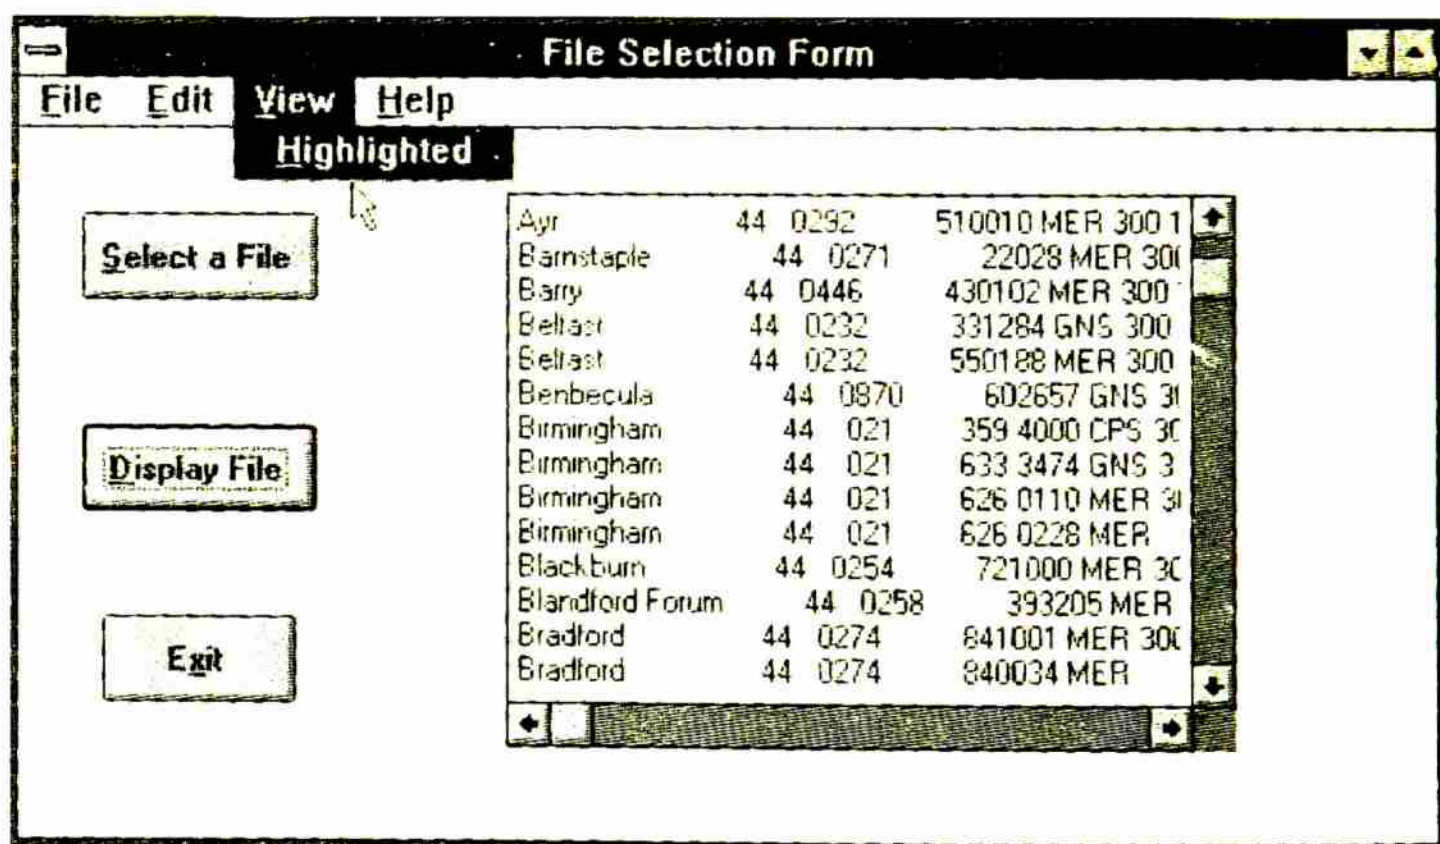 File Selection Form
File Edit View Help
Highlighted
Select a File
Display File
Exit
Ayr 44 0292 510010 MER 300 1
Barnstaple 44 0271 22028 MER 300
Barry 44 0446 430102 MER 300
Belfast 44 0232 331284 GNS 300
Belfast 44 0232 550188 MER 300
Benbecula 44 0870 602657 GNS 3
Birmingham 44 021 359 4000 CPS 30
Birmingham 44 021 633 3474 GNS 3
Birmingham 44 021 626 0110 MER 3
Birmingham 44 021 626 0228 MER
Blackburn 44 0254 721000 MER 30
Blandford Forum 44 0258 393205 MER
Bradford 44 0274 841001 MER 300
Bradford 44 0274 840034 MER